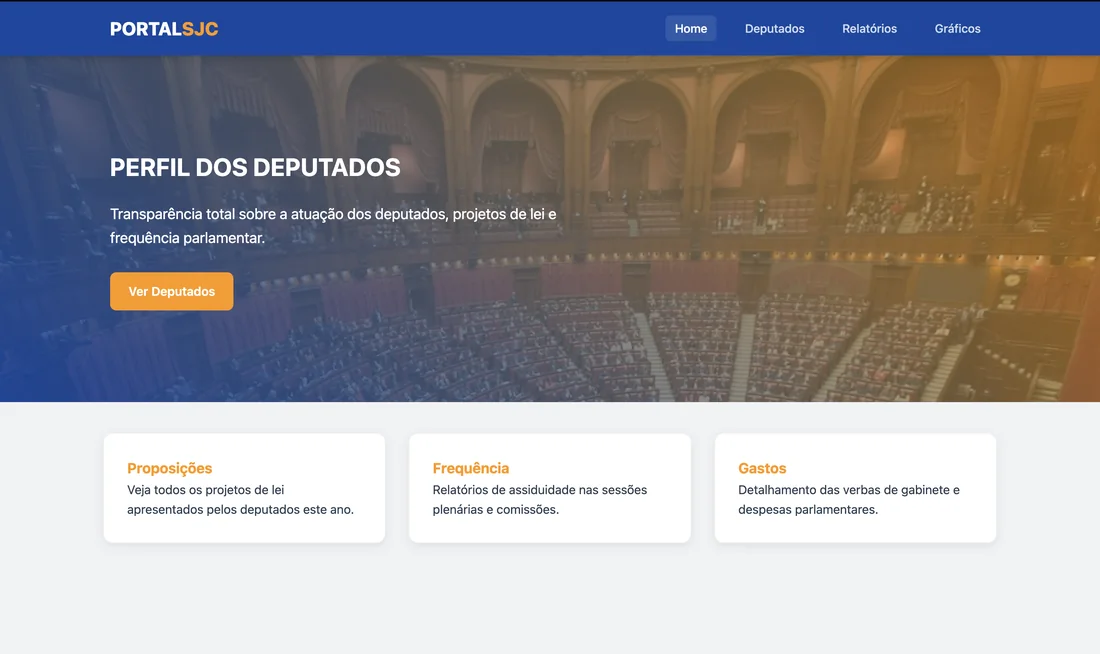 PORTALSJC
Home
Deputados
Relatórios
Gráficos
PERFIL DOS DEPUTADOS
Transparência total sobre a atuação dos deputados, projetos de lei e
frequência parlamentar.
Ver Deputados
Proposições
Veja todos os projetos de lei
apresentados pelos deputados este ano.
Frequência
Relatórios de assiduidade nas sessões
plenárias e comissões.
Gastos
Detalhamento das verbas de gabinete e
despesas parlamentares.